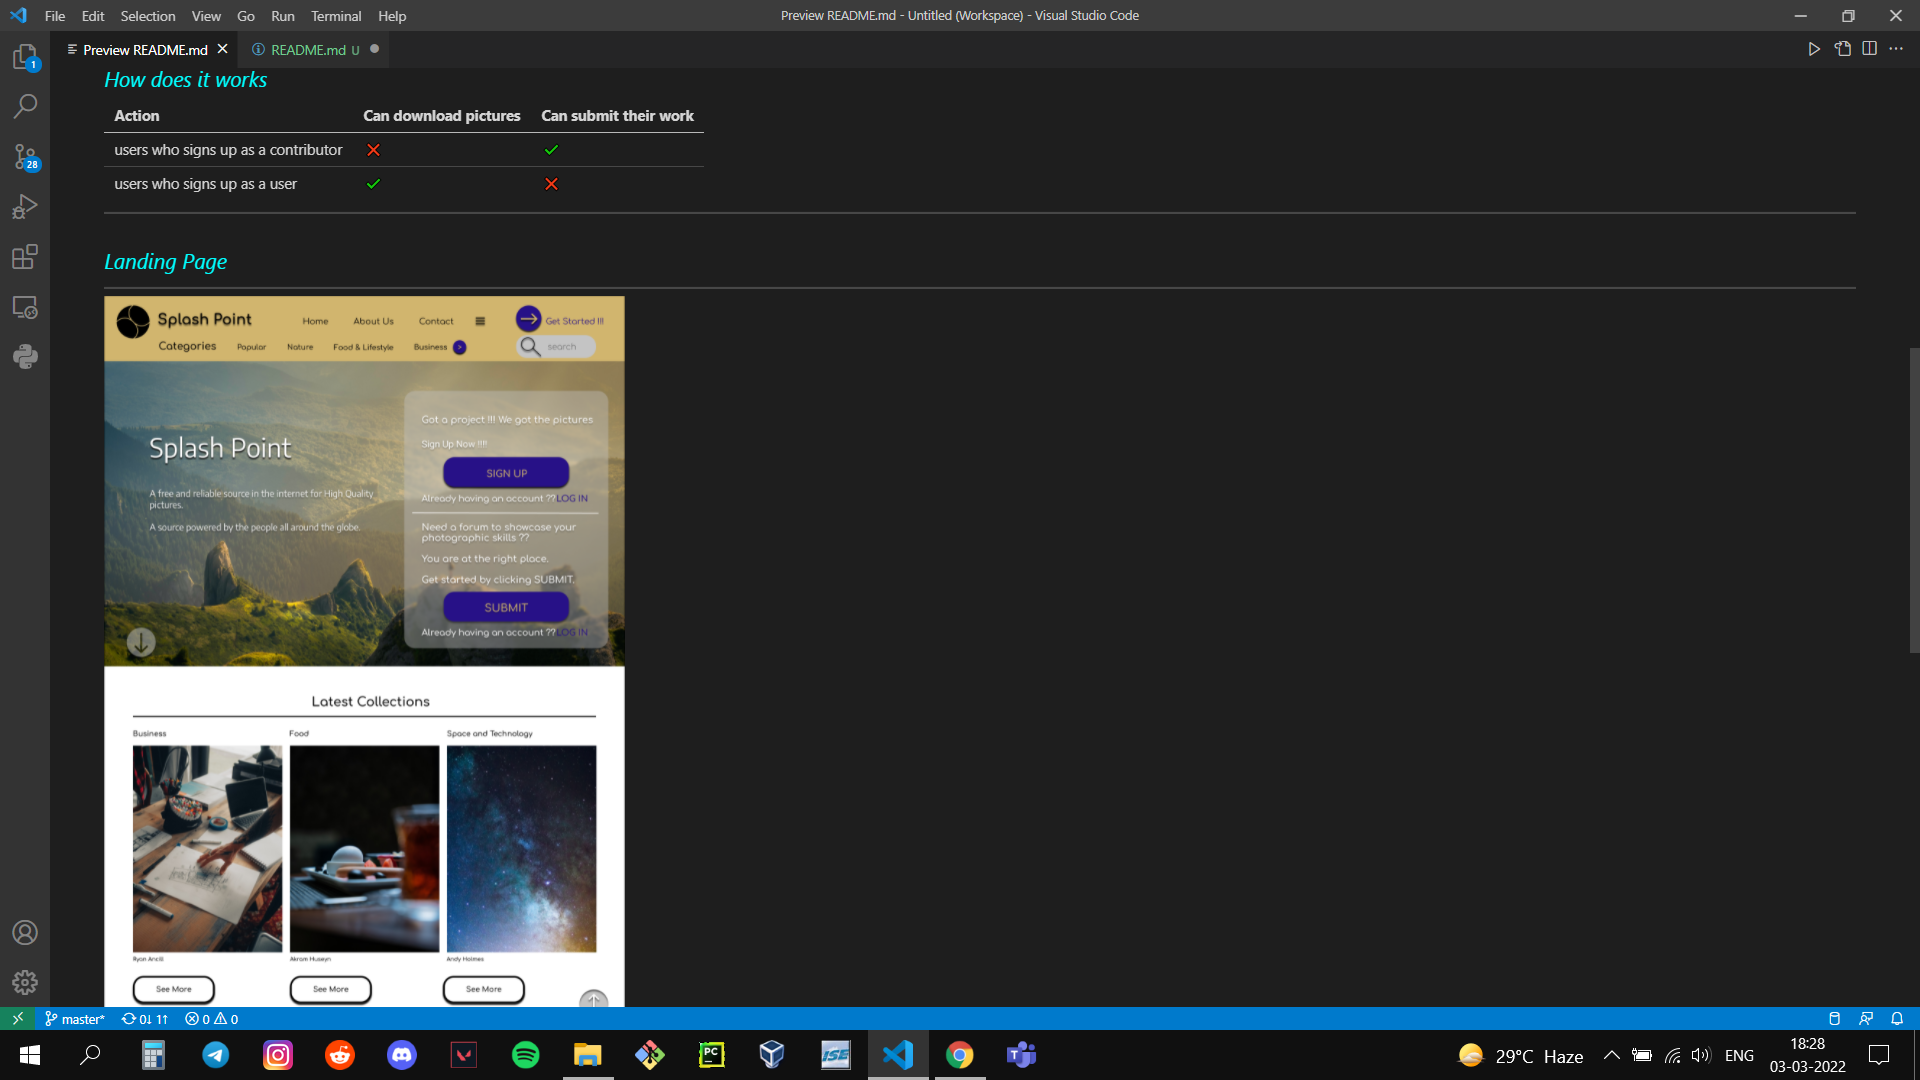 File Edit Selection View Go Run Terminal Help
Preview README.md - Untitled (Workspace) - Visual Studio Code
Preview README.md
README.md U
1
28
How does it works
Action Can download pictures Can submit their work
users who signs up as a contributor
users who signs up as a user
Landing Page
Splash Point Home About Us Contact Get Started !!!
Categories Popular Nature Food & Lifestyle Business > search
Splash Point
A free and reliable source in the internet for High Quality
pictures.
A source powered by the people all around the globe.
Got a project !!! We got the pictures
Sign Up Now !!!!
SIGN UP
Already having an account ?? LOG IN
Need a forum to showcase your
photographic skills ??
You are at the right place.
Get started by clicking SUBMIT.
SUBMIT
Already having an account ?? LOG IN
Latest Collections
Business Food Space and Technology
Ryan Ancill Akram Huseyn Andy Holmes
See More See More See More
master* 0↓ 1↑ 0 0
PC
ISE
T
29°C Haze ENG
18:28
03-03-2022